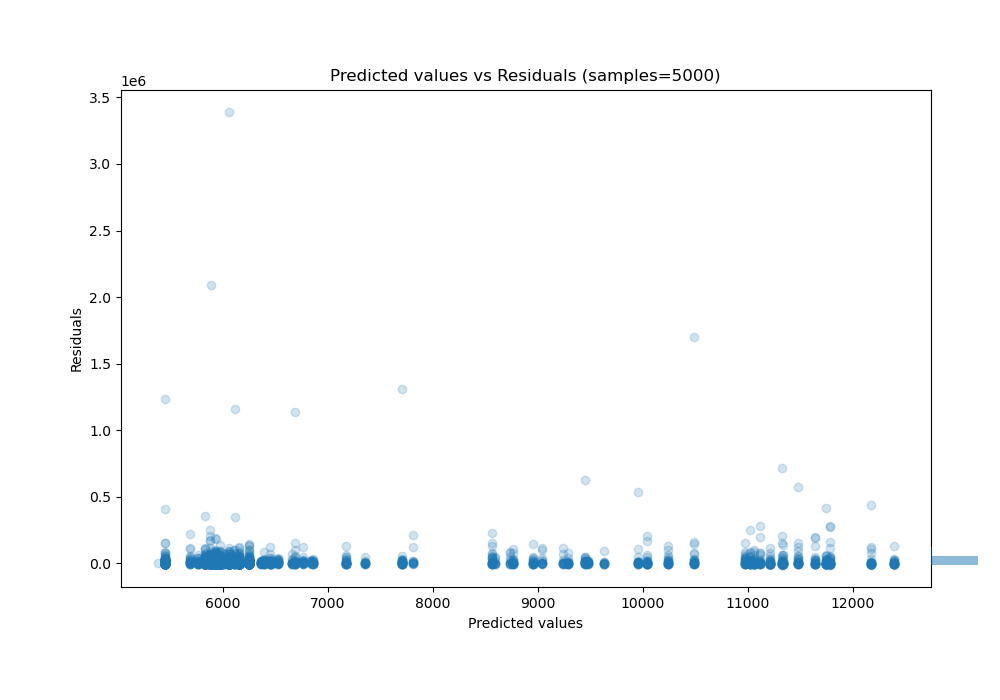 Predicted values vs Residuals (samples=5000)
1e6
3.5
3.0
2.5
2.0
1.5
1.0
0.5
0.0
Residuals
6000 7000 8000 9000 10000 11000 12000
Predicted values